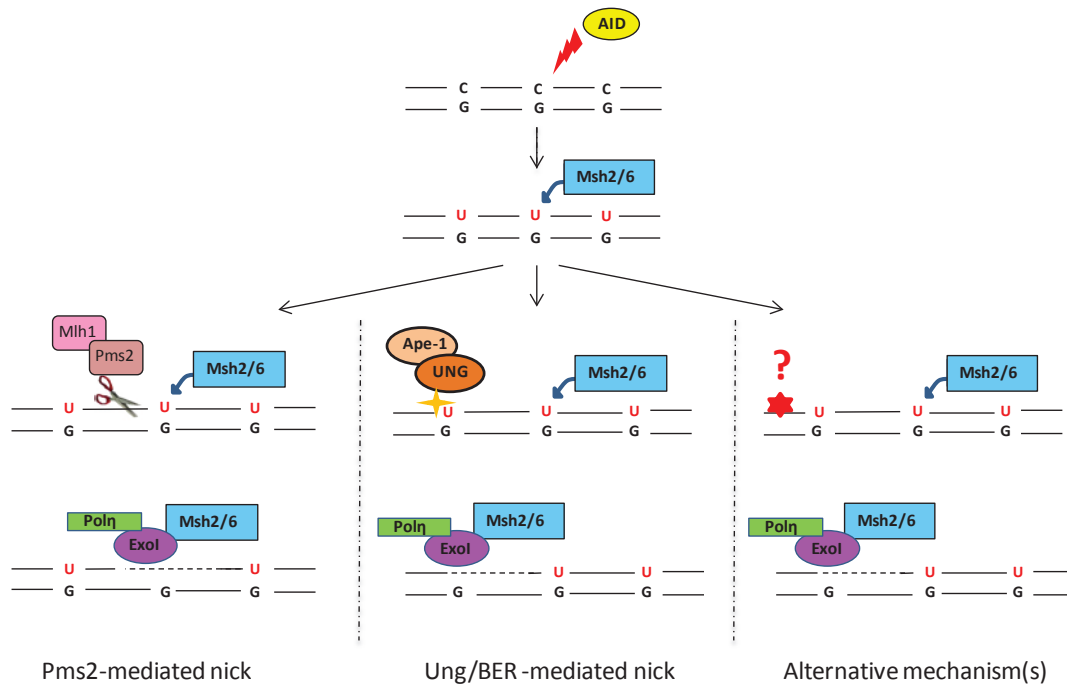 AID
C C C
G G G
Msh2/6
U U U
G G G
Mlh1
Pms2
Msh2/6
U U U
G G G
Ape-1
UNG
Msh2/6
U U U
G G G
?
Msh2/6
U U U
G G G
Polη
ExoI
Msh2/6
U U
G G G
Polη
ExoI
Msh2/6
U U
G G G
Polη
ExoI
Msh2/6
U U
G G G
Pms2-mediated nick
Ung/BER -mediated nick
Alternative mechanism(s)